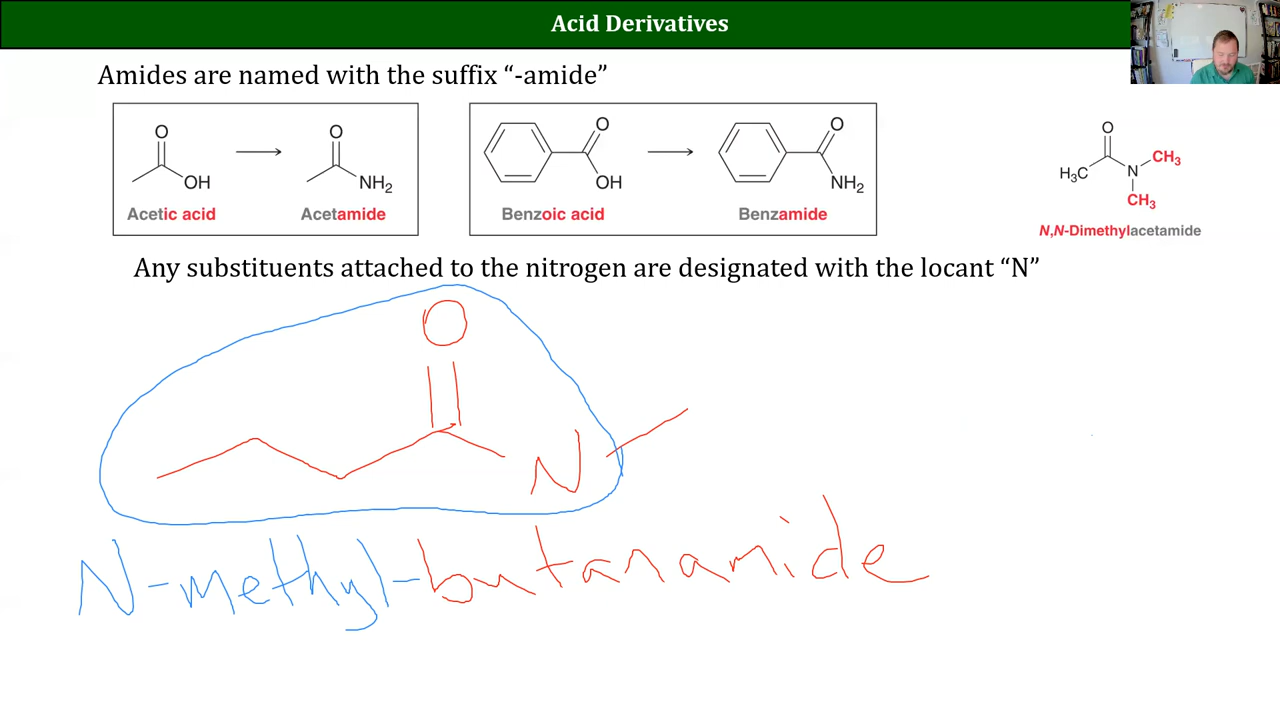 Acid Derivatives
Amides are named with the suffix “-amide”
O
OH
Acetic acid
O
NH₂
Acetamide
O
OH
Benzoic acid
O
NH₂
Benzamide
O
H₃C
N
CH₃
CH₃
N,N-Dimethylacetamide
Any substituents attached to the nitrogen are designated with the locant “N”
O
N
N-methyl-butanamide